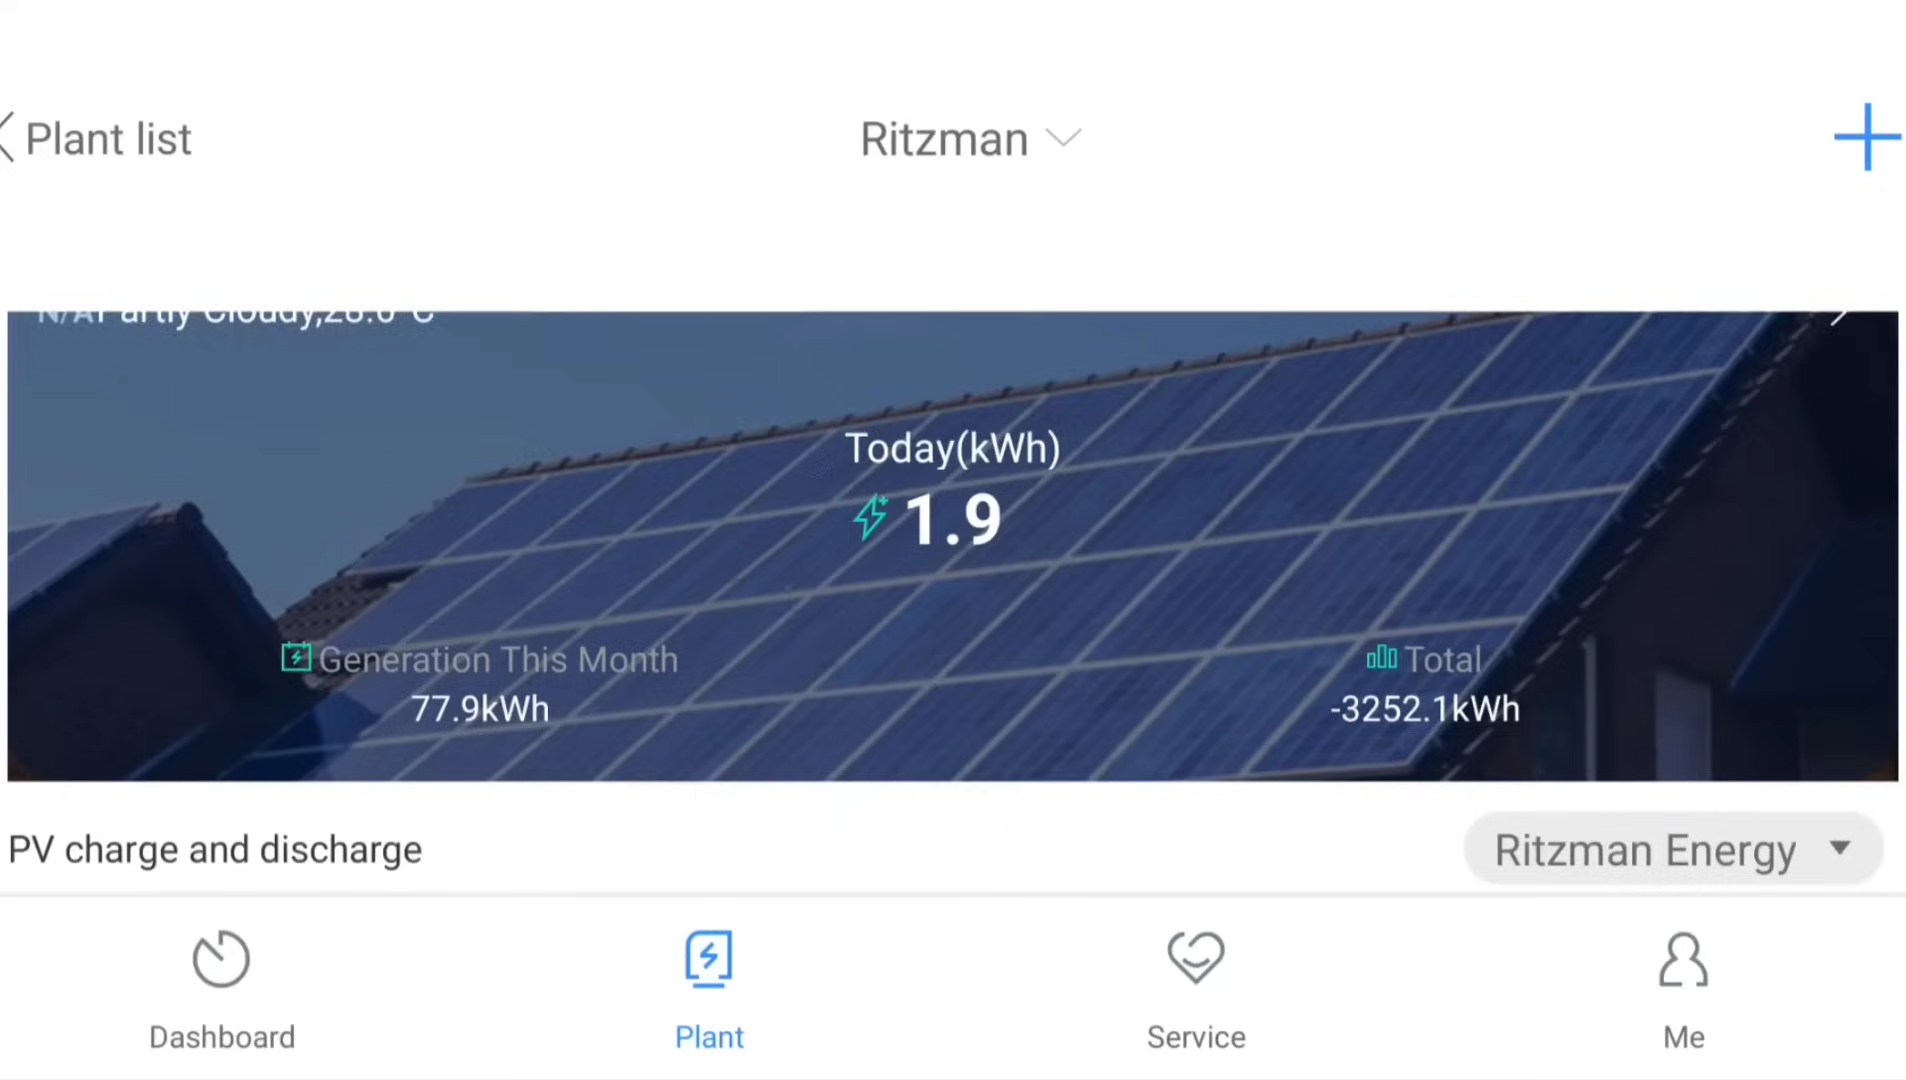 Plant list
Ritzman
Cloudy,
Today(kWh)
1.9
Generation This Month
77.9kWh
Total
-3252.1kWh
PV charge and discharge
Ritzman Energy
Dashboard
Plant
Service
Me